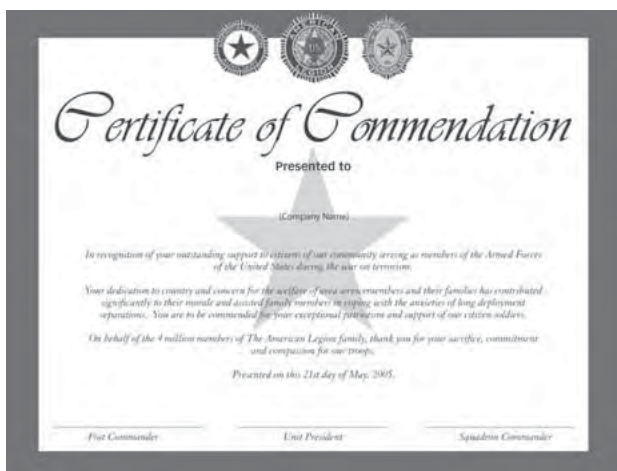 AMERICAN
US
LEGION
Certificate of Commendation
Presented to
(Company Name)
In recognition of your outstanding support to citizens of our community serving as members of the Armed Forces
of the United States during the war on terrorism.
Your dedication to country and concern for the welfare of area servicemembers and their families has contributed
significantly to their morale and assisted family members in coping with the anxieties of long deployment
separations. You are to be commended for your exceptional patriotism and support of our citizen soldiers.
On behalf of the 4 million members of The American Legion family, thank you for your sacrifice, commitment
and compassion for our troops.
Presented on this 21st day of May, 2005.
Post Commander
Unit President
Squadron Commander